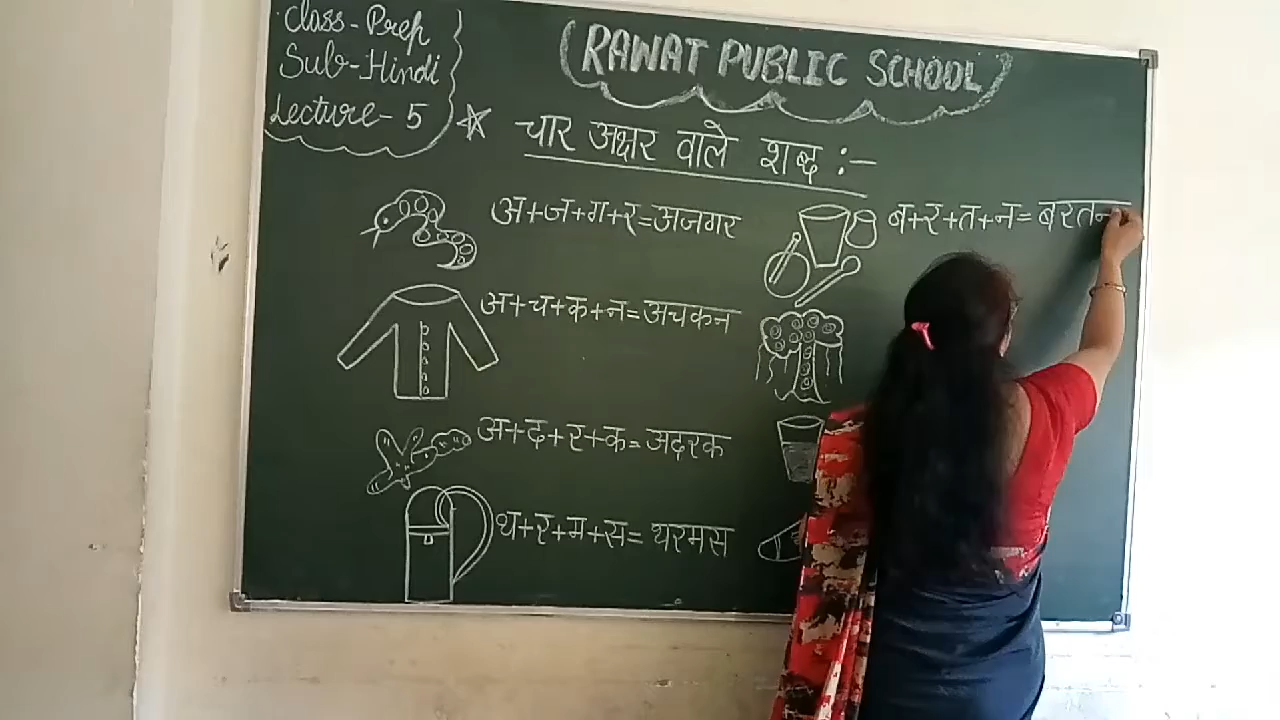 Class-Prep
Sub-Hindi
Lecture-5
RAWAT PUBLIC SCHOOL
चार अक्षर वाले शब्द :-
अ+ज+ग+र=अजगर
अ+च+क+न=अचकन
अ+द+र+क=अदरक
थ+र+म+स=थरमस
ब+र+त+न=बरतन